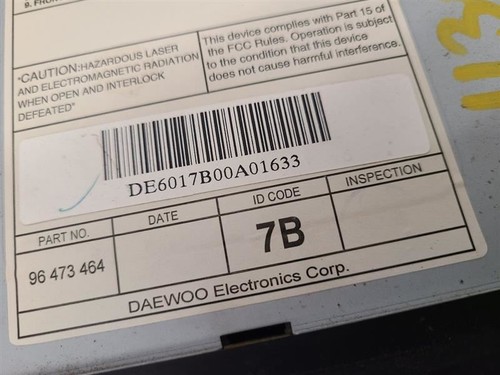 "CAUTION:HAZARDOUS LASER
AND ELECTROMAGNETIC RADIATION
WHEN OPEN AND INTERLOCK
DEFEATED"
This device complies with Part 15 of
the FCC Rules. Operation is subject
to the condition that this device
does not cause harmful interference.
DE6017B00A01633
PART NO. DATE ID CODE INSPECTION
96 473 464 7B
DAEWOO Electronics Corp.